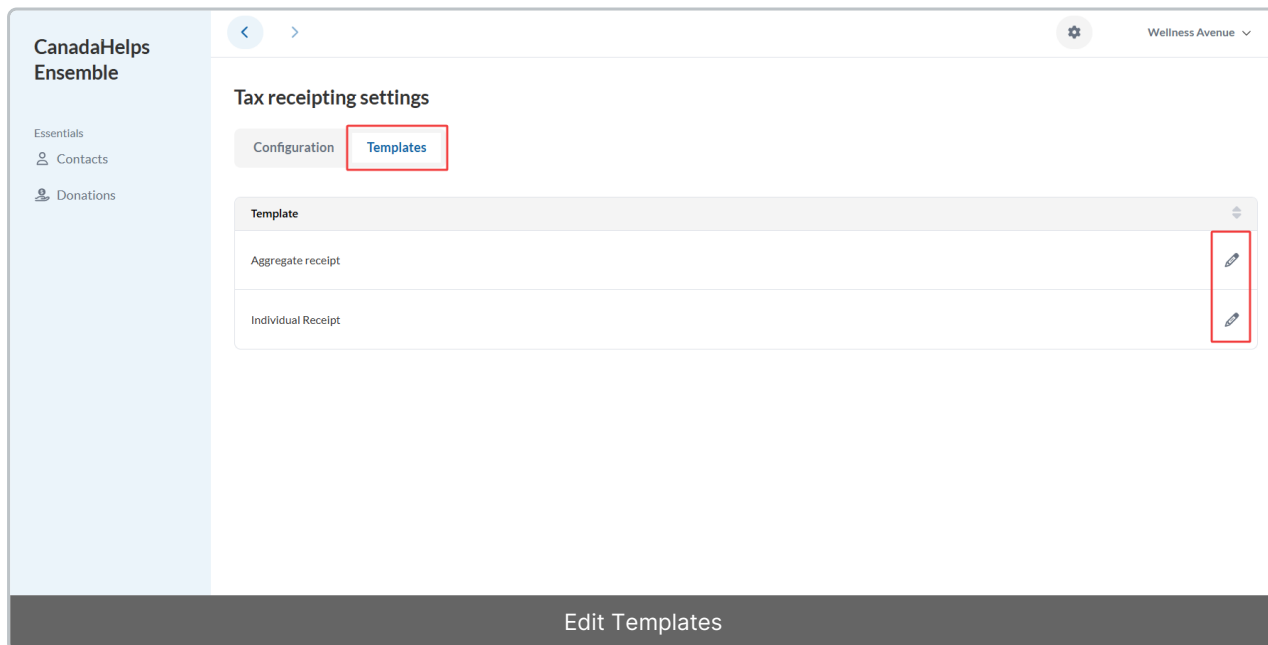 CanadaHelps
Ensemble
Wellness Avenue
Essentials
Contacts
Donations
Tax receipting settings
Configuration
Templates
Template
Aggregate receipt
Individual Receipt
Edit Templates